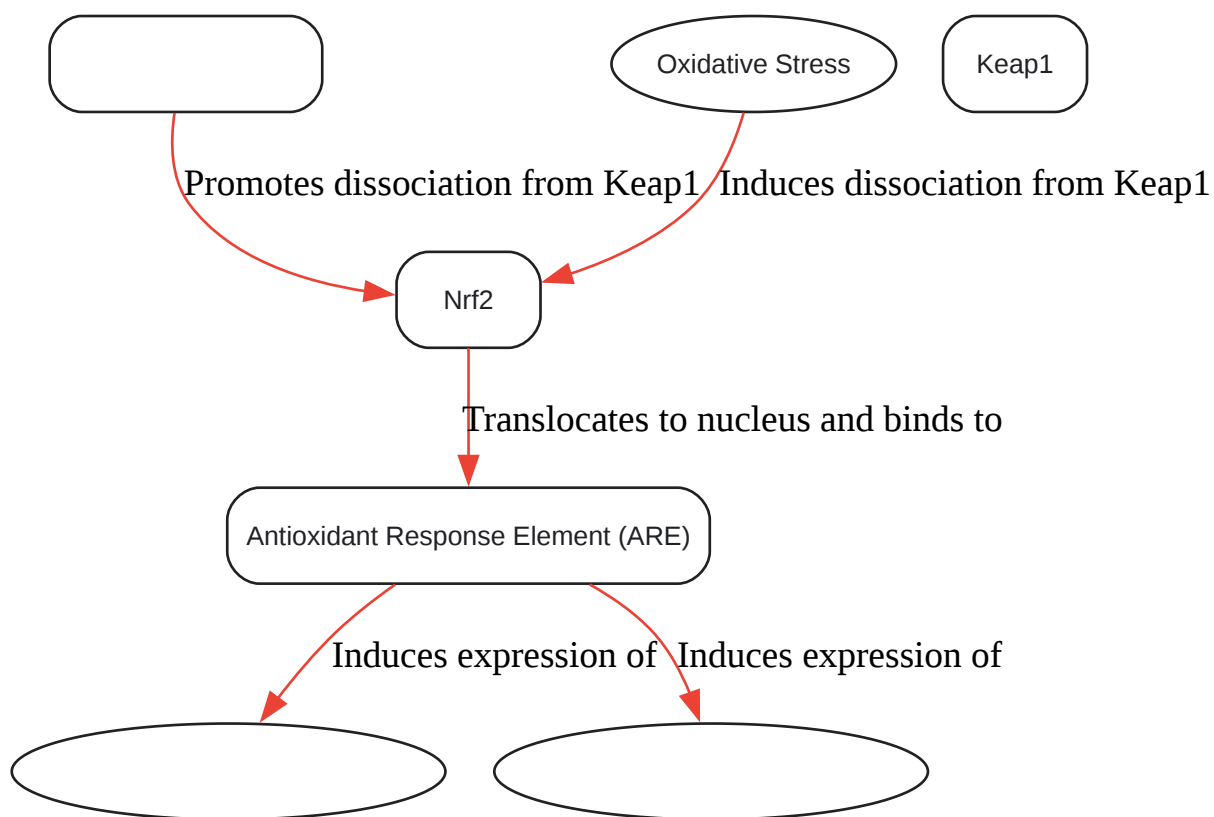 Oxidative Stress
Keap1
Promotes dissociation from Keap1
Induces dissociation from Keap1
Nrf2
Translocates to nucleus and binds to
Antioxidant Response Element (ARE)
Induces expression of
Induces expression of